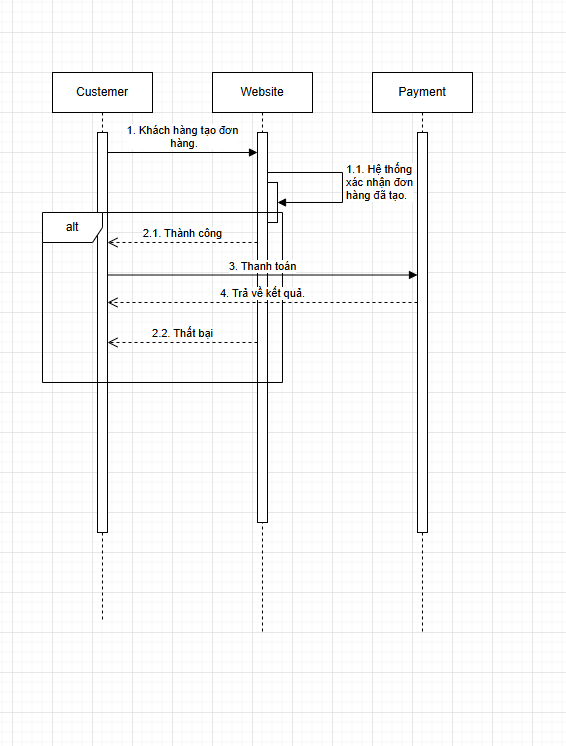 Custemer
Website
Payment
1. Khách hàng tạo đơn
hàng.
1.1. Hệ thống
xác nhận đơn
hàng đã tạo.
alt
2.1. Thành công
3. Thanh toán
4. Trả về kết quả.
2.2. Thất bại